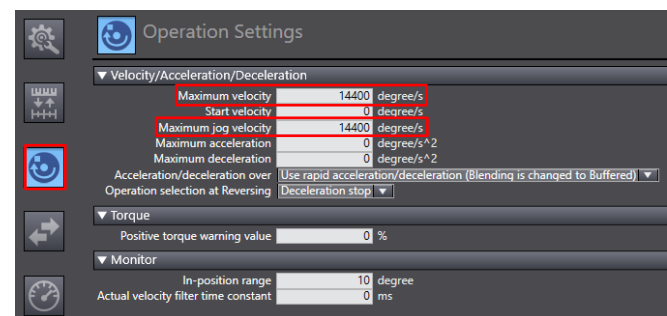 Operation Settings
▼ Velocity/Acceleration/Deceleration
Maximum velocity 14400 degree/s
Start velocity 0 degree/s
Maximum jog velocity 14400 degree/s
Maximum acceleration 0 degree/s^2
Maximum deceleration 0 degree/s^2
Acceleration/deceleration over Use rapid acceleration/deceleration (Blending is changed to Buffered) ▼
Operation selection at Reversing Deceleration stop ▼
▼ Torque
Positive torque warning value 0 %
▼ Monitor
In-position range 10 degree
Actual velocity filter time constant 0 ms